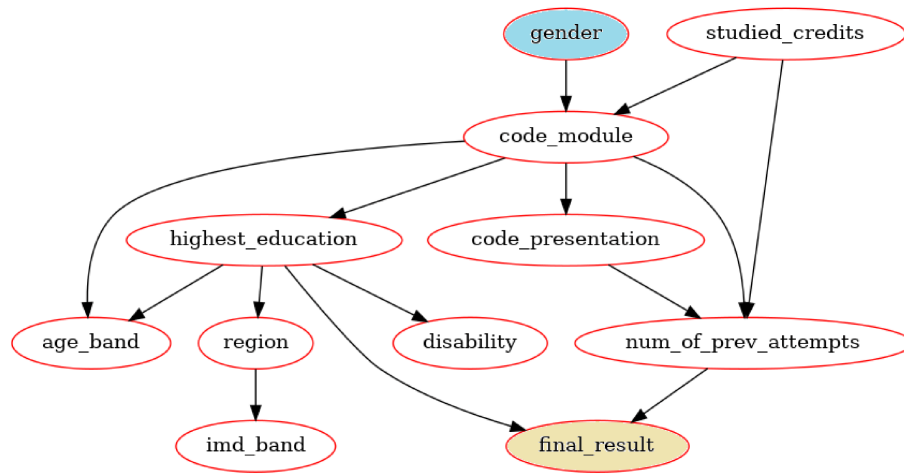 gender
studied_credits
code_module
highest_education
code_presentation
age_band
region
disability
num_of_prev_attempts
imd_band
final_result